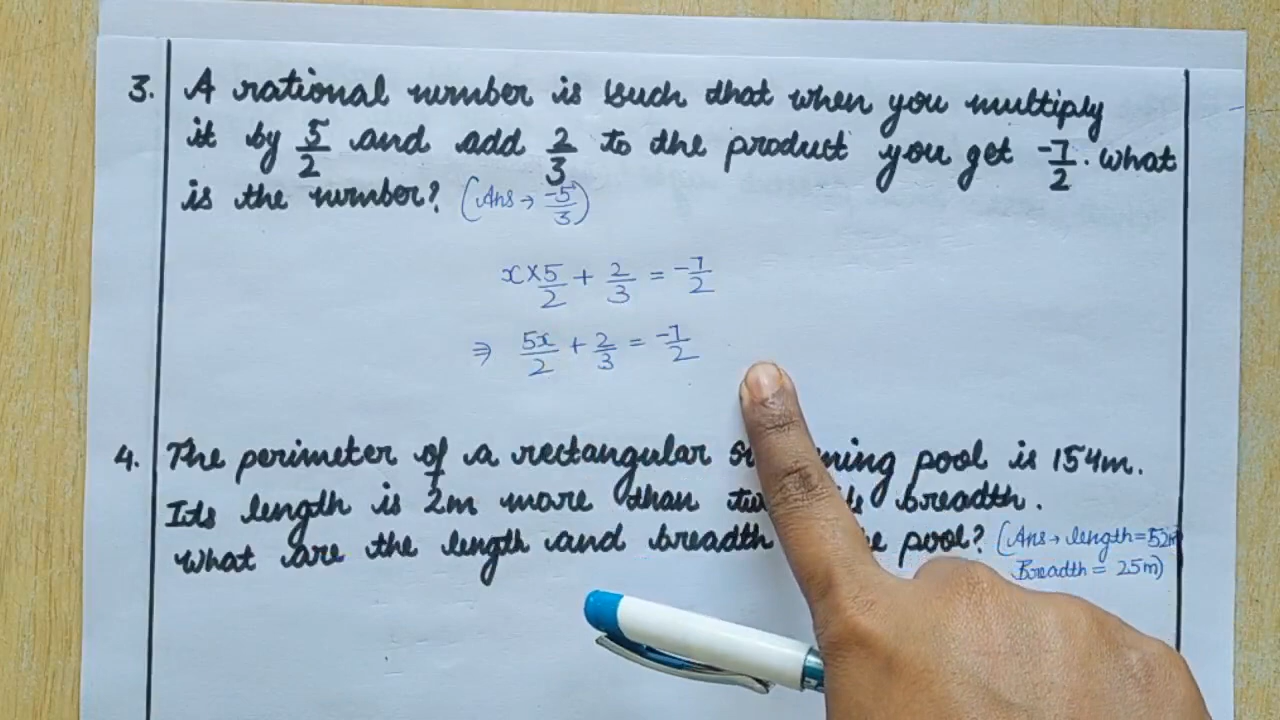 3. A rational number is such that when you multiply
it by 5/2 and add 2/3 to the product you get -7/2. What
is the number? (Ans → -5/3)
x × 5/2 + 2/3 = -7/2
⇒ 5x/2 + 2/3 = -7/2
4. The perimeter of a rectangular pool is 154m.
Its length is 2m more than breadth.
What are the length and breadth pool? (Ans → length = 52m
Breadth = 25m)